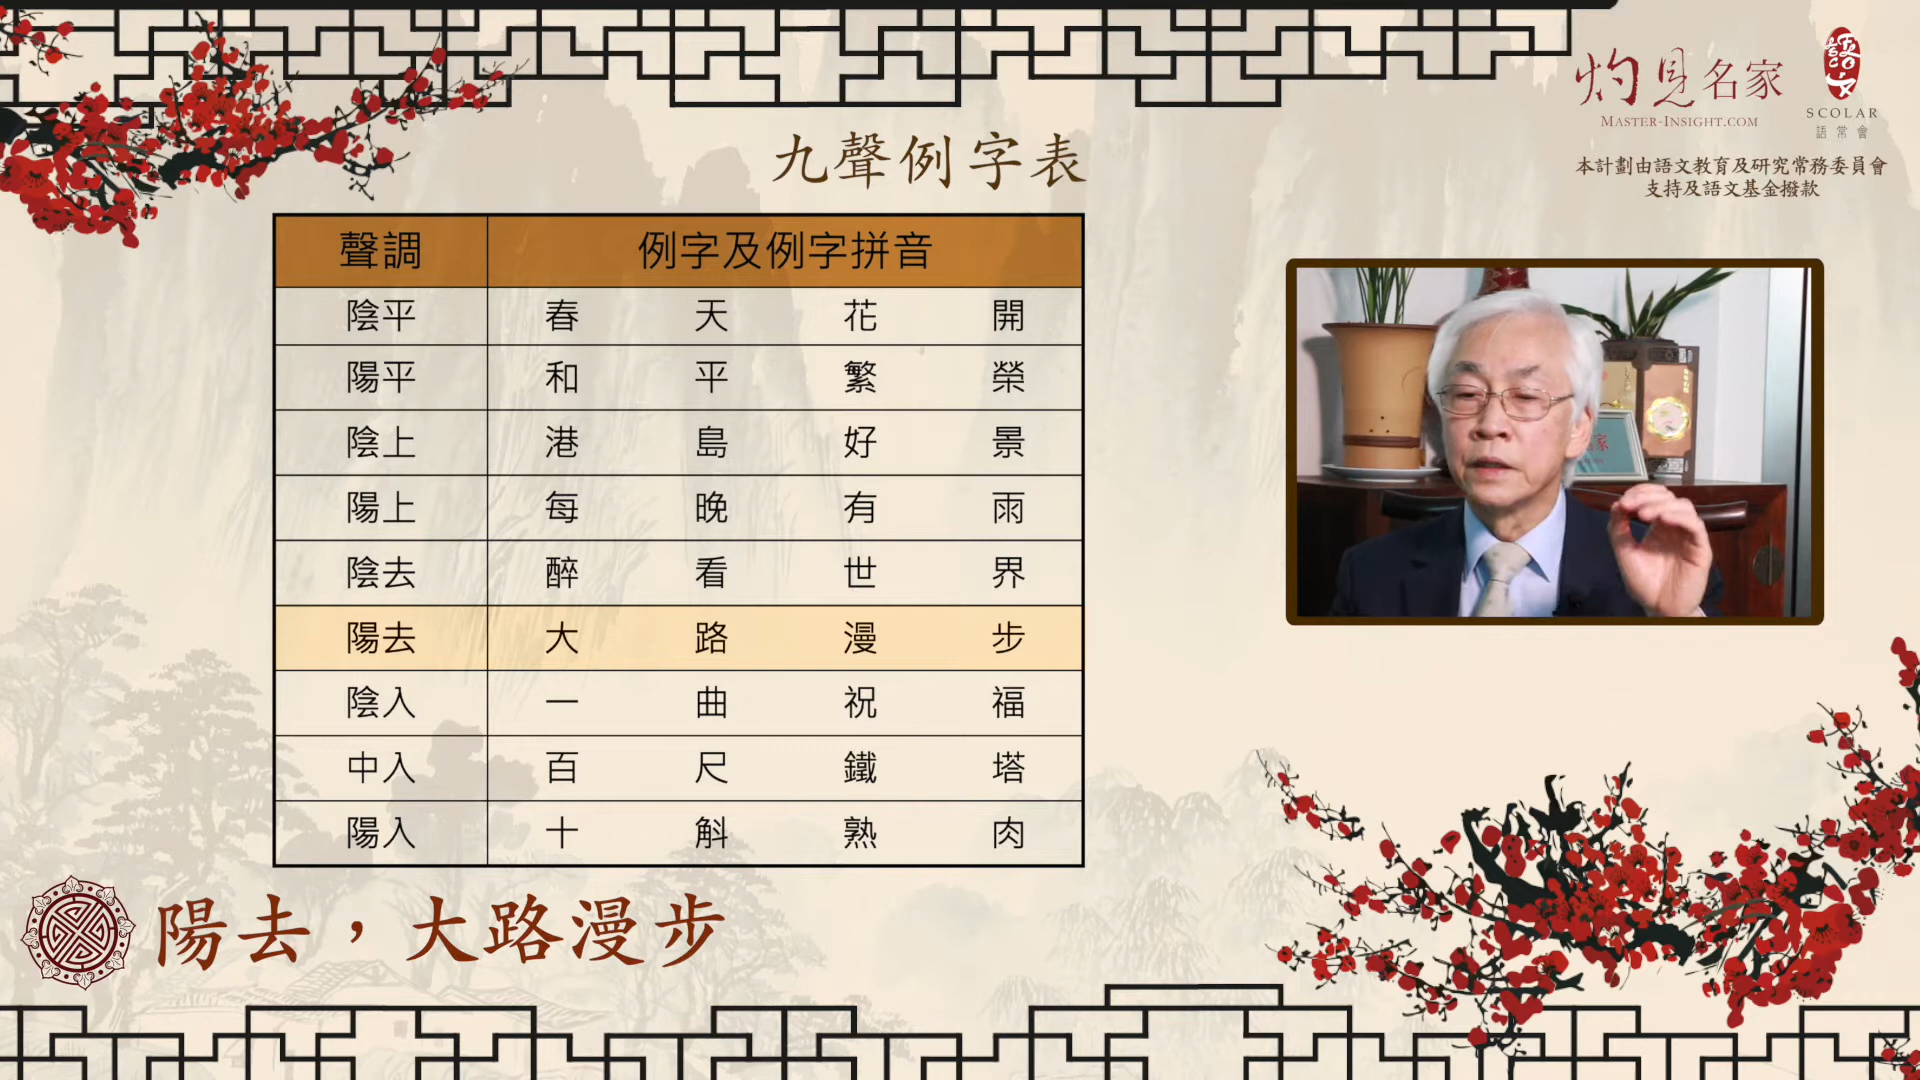 灼見名家
MASTER-INSIGHT.COM
語文
SCOLAR
語常會
本計劃由語文教育及研究常務委員會
支持及語文基金撥款
九聲例字表
聲調 例字及例字拼音
陰平 春 天 花 開
陽平 和 平 繁 榮
陰上 港 島 好 景
陽上 每 晚 有 雨
陰去 醉 看 世 界
陽去 大 路 漫 步
陰入 一 曲 祝 福
中入 百 尺 鐵 塔
陽入 十 斛 熟 肉
陽去，大路漫步